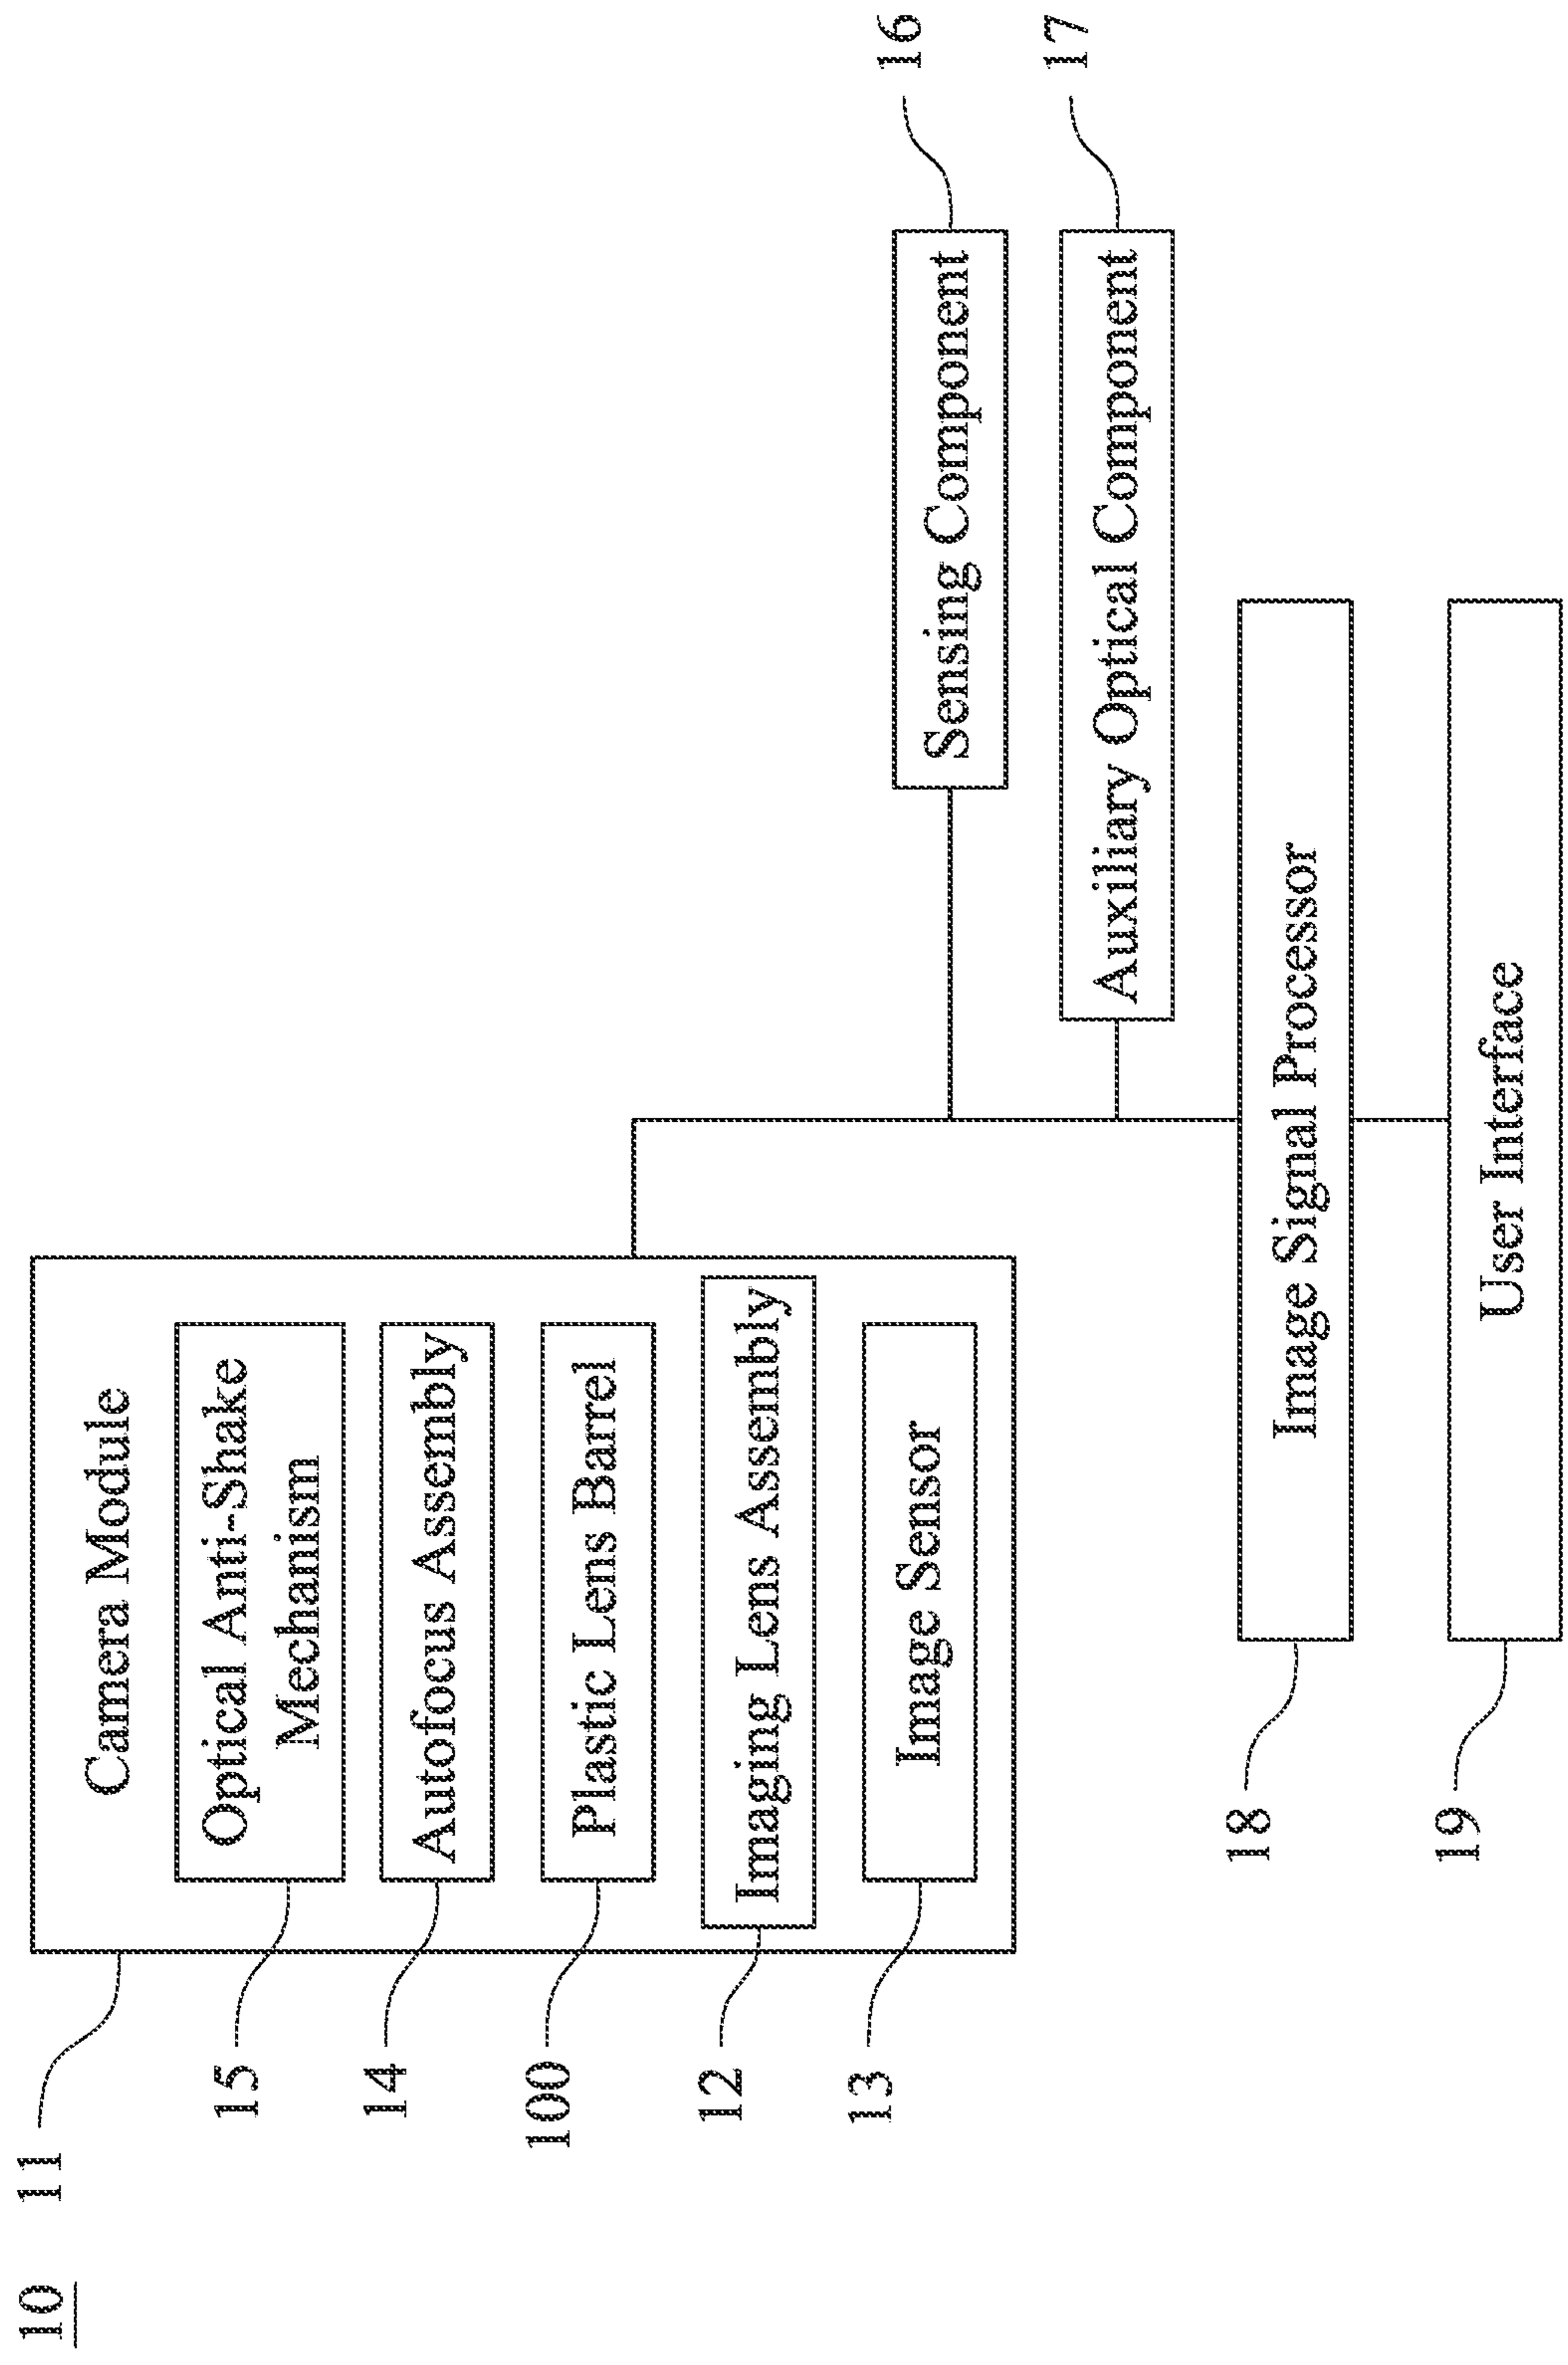 10
11
Camera Module
15
Optical Anti-Shake
Mechanism
14
Autofocus Assembly
100
Plastic Lens Barrel
12
Imaging Lens Assembly
13
Image Sensor
16
Sensing Component
17
Auxiliary Optical Component
18
Image Signal Processor
19
User Interface